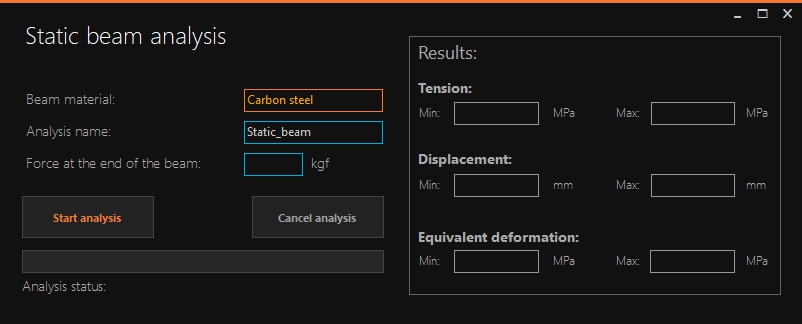 Static beam analysis
Beam material: Carbon steel
Analysis name: Static_beam
Force at the end of the beam: kgf
Start analysis Cancel analysis
Analysis status:
Results:
Tension:
Min: MPa Max: MPa
Displacement:
Min: mm Max: mm
Equivalent deformation:
Min: MPa Max: MPa